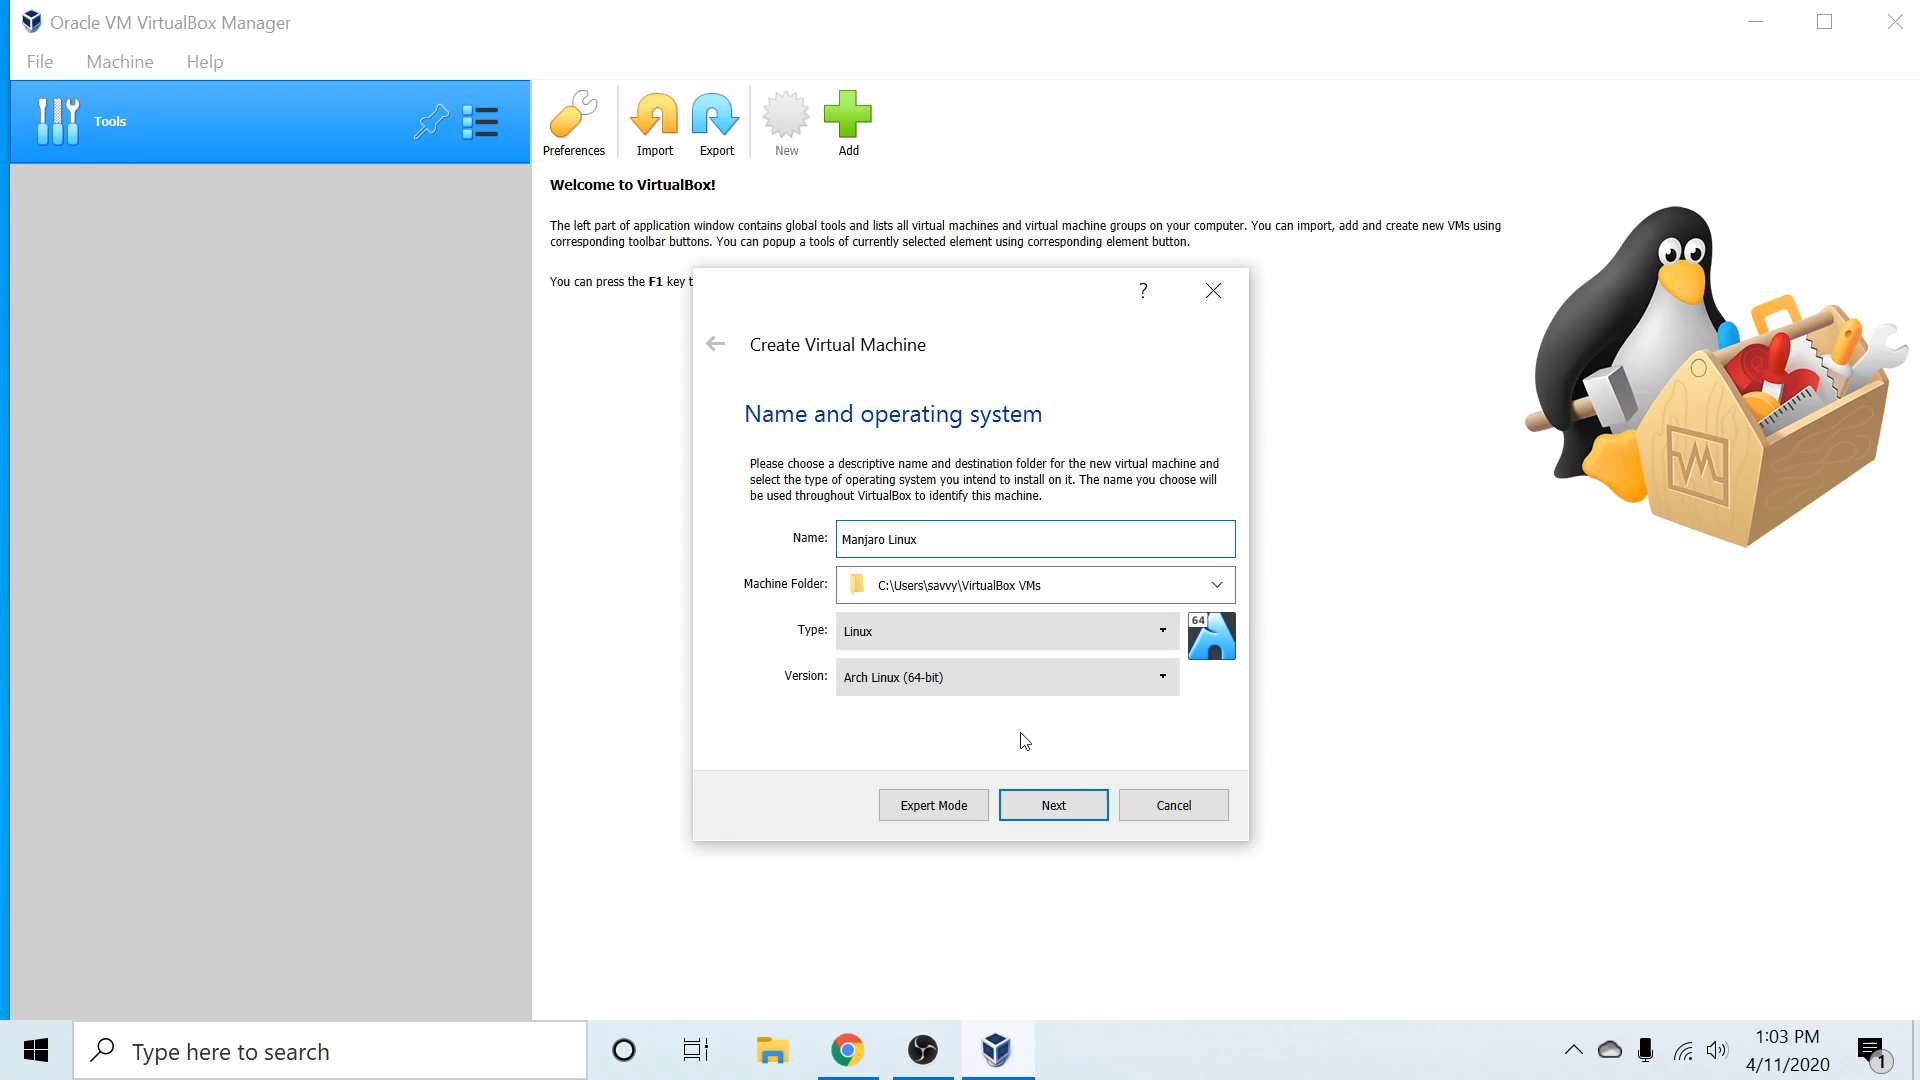 Oracle VM VirtualBox Manager
File Machine Help
Tools
Preferences Import Export New Add
Welcome to VirtualBox!
The left part of application window contains global tools and lists all virtual machines and virtual machine groups on your computer. You can import, add and create new VMs using
corresponding toolbar buttons. You can popup a tools of currently selected element using corresponding element button.
You can press the F1 key t
?
Create Virtual Machine
Name and operating system
Please choose a descriptive name and destination folder for the new virtual machine and
select the type of operating system you intend to install on it. The name you choose will
be used throughout VirtualBox to identify this machine.
Name: Manjaro Linux
Machine Folder: C:\Users\savvy\VirtualBox VMs
Type: Linux
64
Version: Arch Linux (64-bit)
Expert Mode Next Cancel
Type here to search
1:03 PM
4/11/2020
1